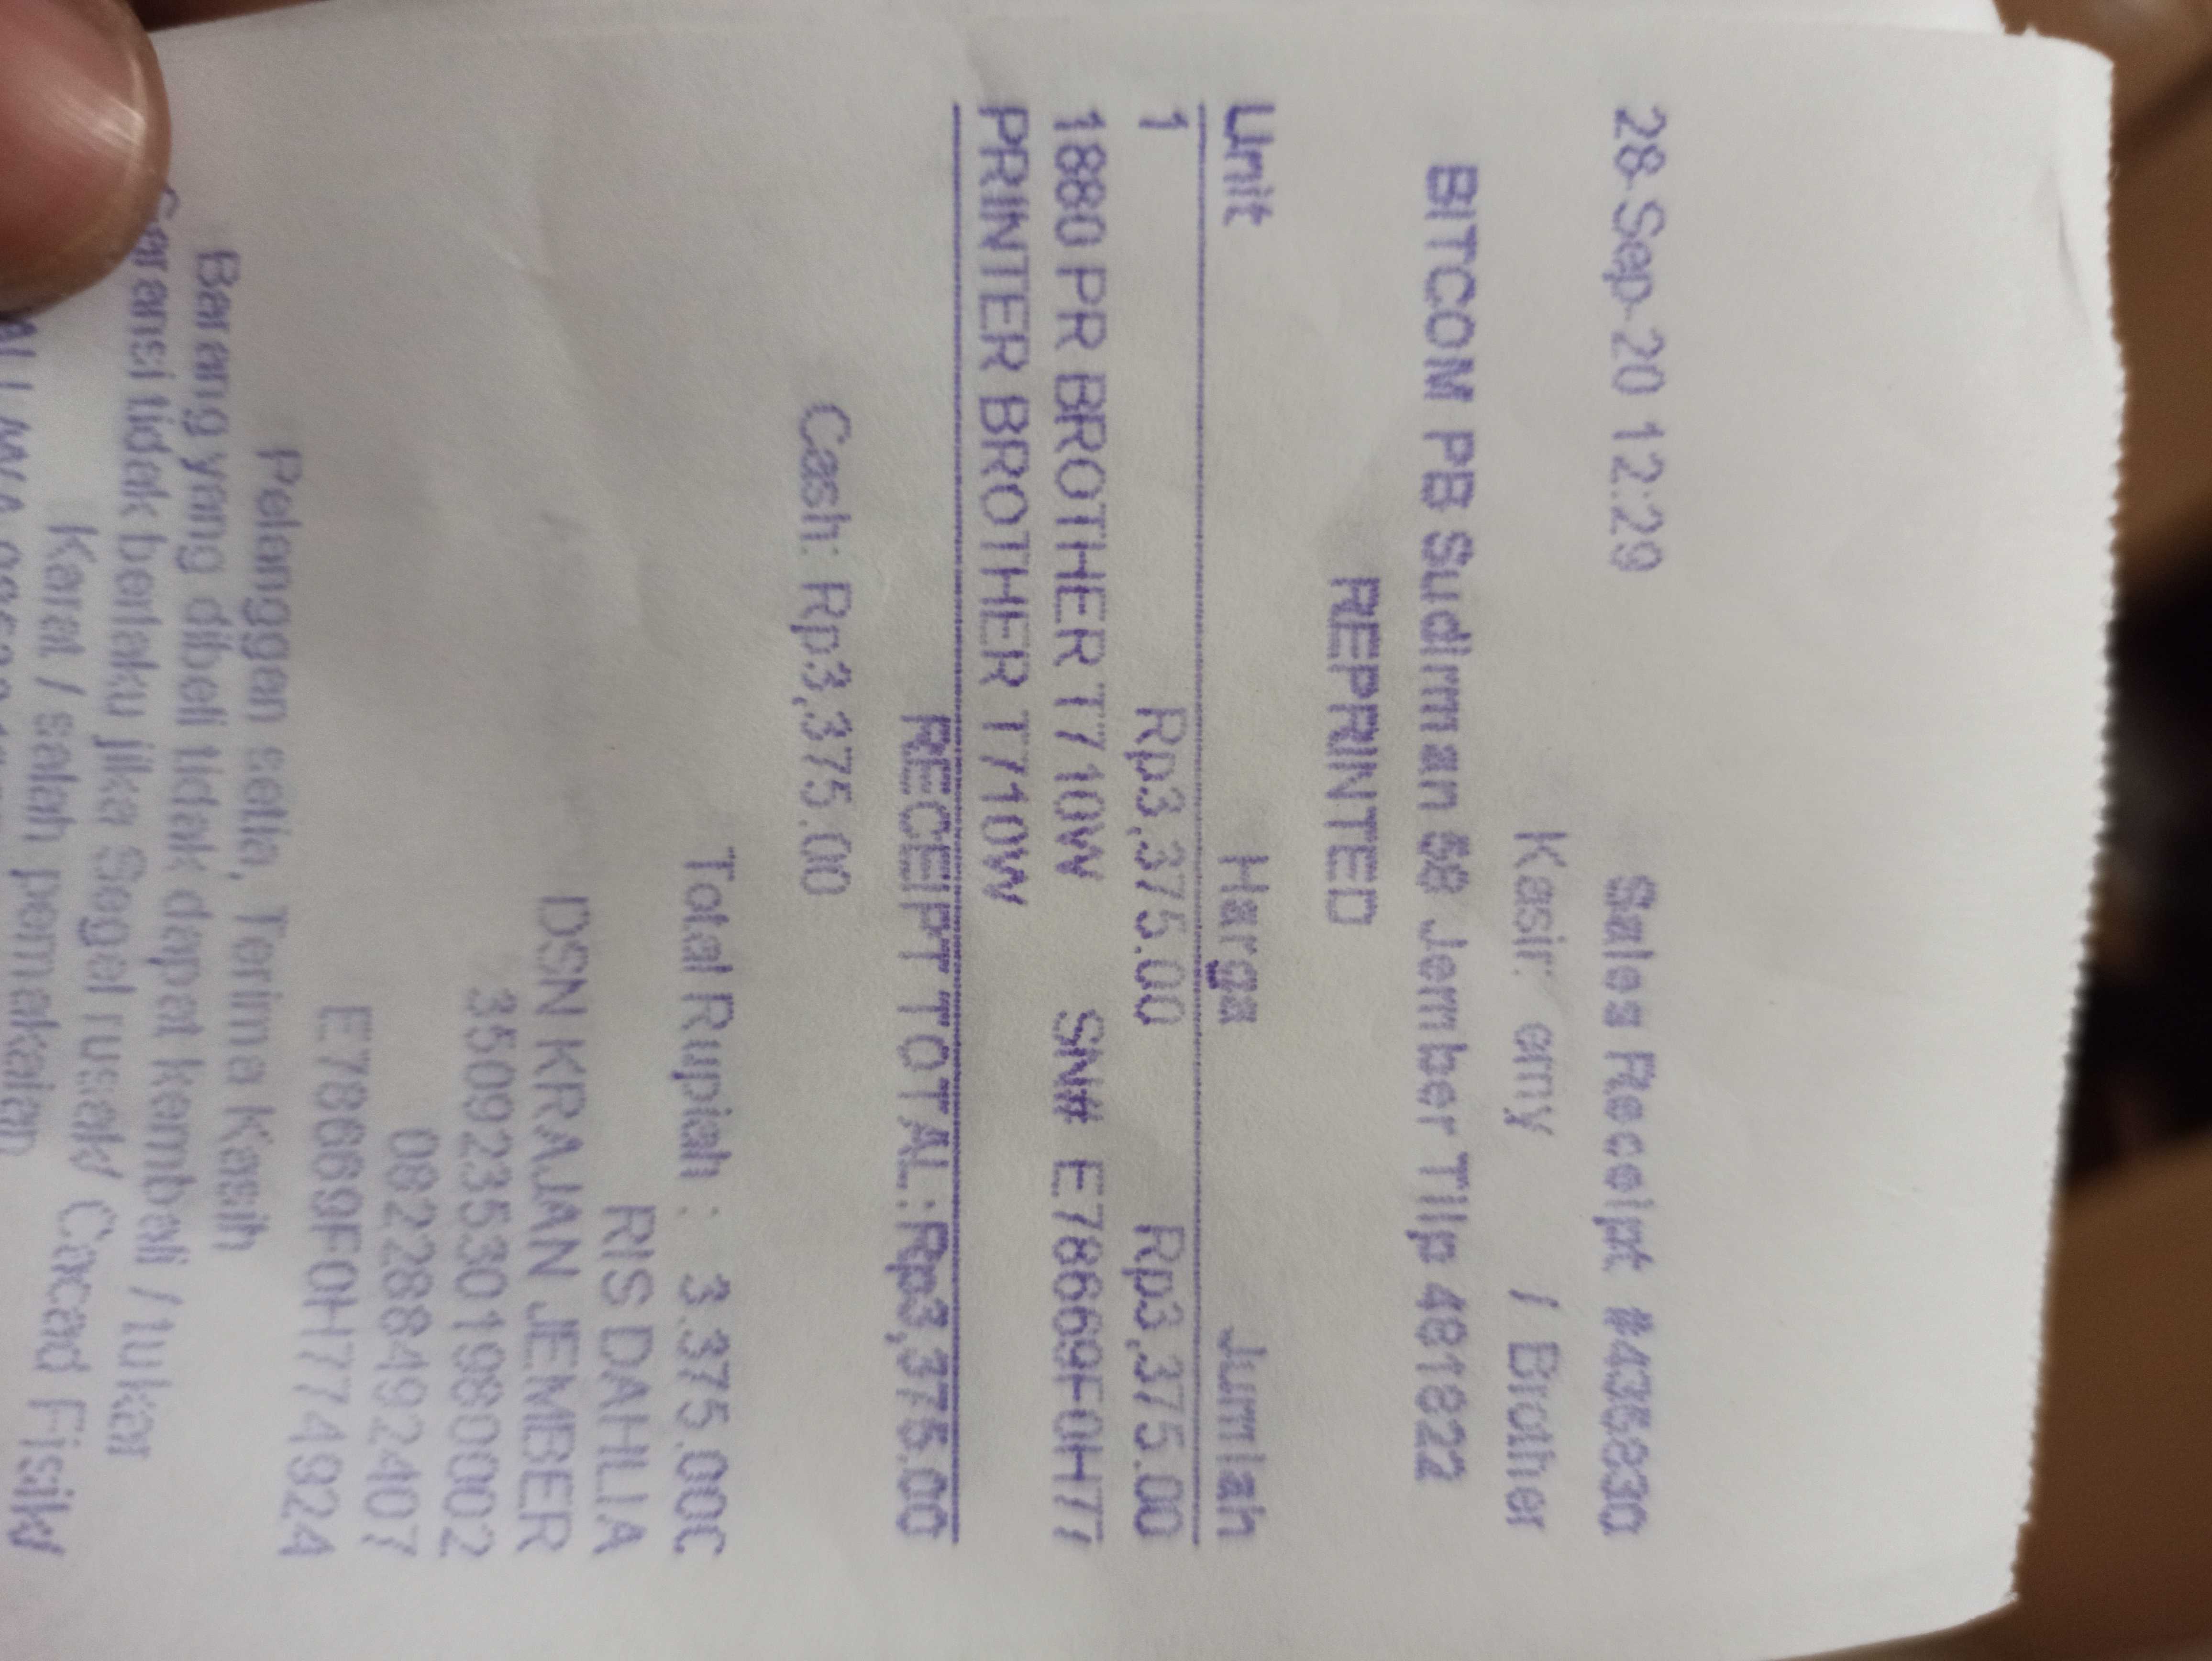 28-Sep-20 12:29 Sales Receipt #435830
Kasir: emy / Brother
BITCOM PB Sudirman 58 Jember Tllp 481822
REPRINTED
Unit Harga Jumlah
1 Rp3,375.00 Rp3,375.00
1880 PR BROTHER T710W SN# E78669F0H77
PRINTER BROTHER T710W
RECEIPT TOTAL: Rp3,375.00
Cash: Rp3,375.00
Total Rupiah : 3.375.000
RIS DAHLIA
DSN KRAJAN JEMBER
3509235301980002
082288492407
E78669F0H774924
Pelanggan setia, Terima Kasih
Barang yang dibeli tidak dapat kembali / tukar
Garansi tidak berlaku jika Segel rusak/ Cacad Fisik/
Karat / salah pemakaian